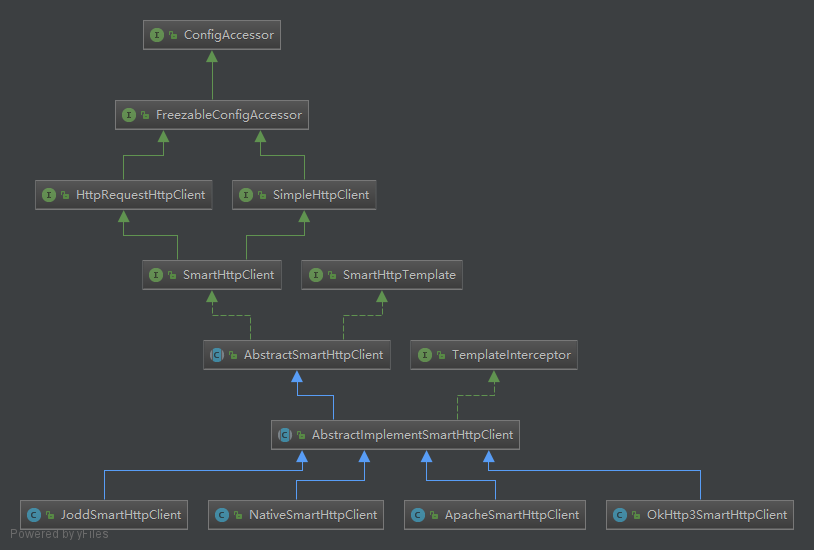 I ConfigAccessor
I FreezableConfigAccessor
I HttpRequestHttpClient
I SimpleHttpClient
I SmartHttpClient
I SmartHttpTemplate
C AbstractSmartHttpClient
I TemplateInterceptor
C AbstractImplementSmartHttpClient
C JoddSmartHttpClient
C NativeSmartHttpClient
C ApacheSmartHttpClient
C OkHttp3SmartHttpClient
Powered by yFiles